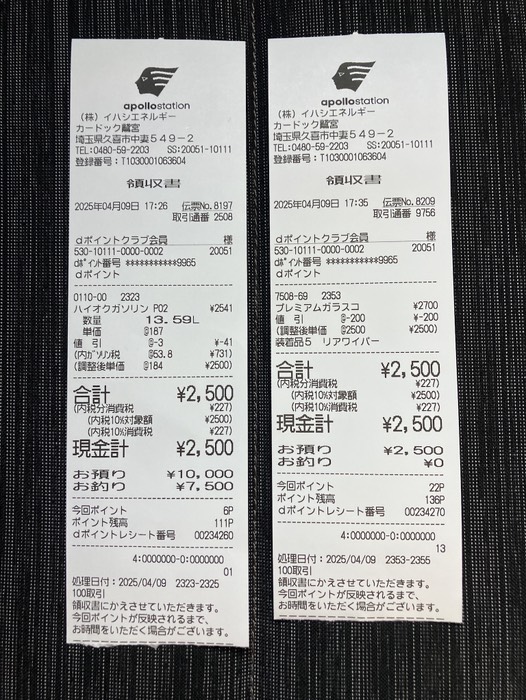 apollostation
(株)イハシエネルギー
カードック鷲宮
埼玉県久喜市中妻549-2
TEL:0480-59-2203 SS:20051-10111
登録番号:T1030001063604
領収書
2025年04月09日 17:26 伝票No.8197
取引通番 2508
dポイントクラブ会員 様
530-10111-0000-0002 20051
dポイント番号 ***********9965
dポイント
0110-00 2323
ハイオクガソリン P02 ¥2541
数量 13.59L
単価 @187
値 引 @-3 ¥-41
(内ガソリン税 @53.8 ¥731)
(調整後単価 @184 ¥2500)
合計 ¥2,500
(内税分消費税 ¥227)
(内税10%対象額 ¥2500)
(内税10%消費税 ¥227)
現金計 ¥2,500
お預り ¥10,000
お釣り ¥7,500
今回ポイント 6P
ポイント残高 111P
dポイントレシート番号 00234260
4:0000000-0:0000000
01
処理日付:2025/04/09 2323-2325
100取引
領収書にかえさせていただきます。
今回ポイントが反映されるまで、
お時間をいただく場合がございます。
apollostation
(株)イハシエネルギー
カードック鷲宮
埼玉県久喜市中妻549-2
TEL:0480-59-2203 SS:20051-10111
登録番号:T1030001063604
領収書
2025年04月09日 17:35 伝票No.8209
取引通番 9756
dポイントクラブ会員 様
530-10111-0000-0002 20051
dポイント番号 ***********9965
dポイント
7508-69 2353
プレミアムガラスコ ¥2700
値 引 @-200 ¥-200
(調整後単価 @2500 ¥2500)
装着品5 リアワイパー
合計 ¥2,500
(内税分消費税 ¥227)
(内税10%対象額 ¥2500)
(内税10%消費税 ¥227)
現金計 ¥2,500
お預り ¥2,500
お釣り ¥0
今回ポイント 22P
ポイント残高 136P
dポイントレシート番号 00234270
4:0000000-0:0000000
13
処理日付:2025/04/09 2353-2355
100取引
領収書にかえさせていただきます。
今回ポイントが反映されるまで、
お時間をいただく場合がございます。